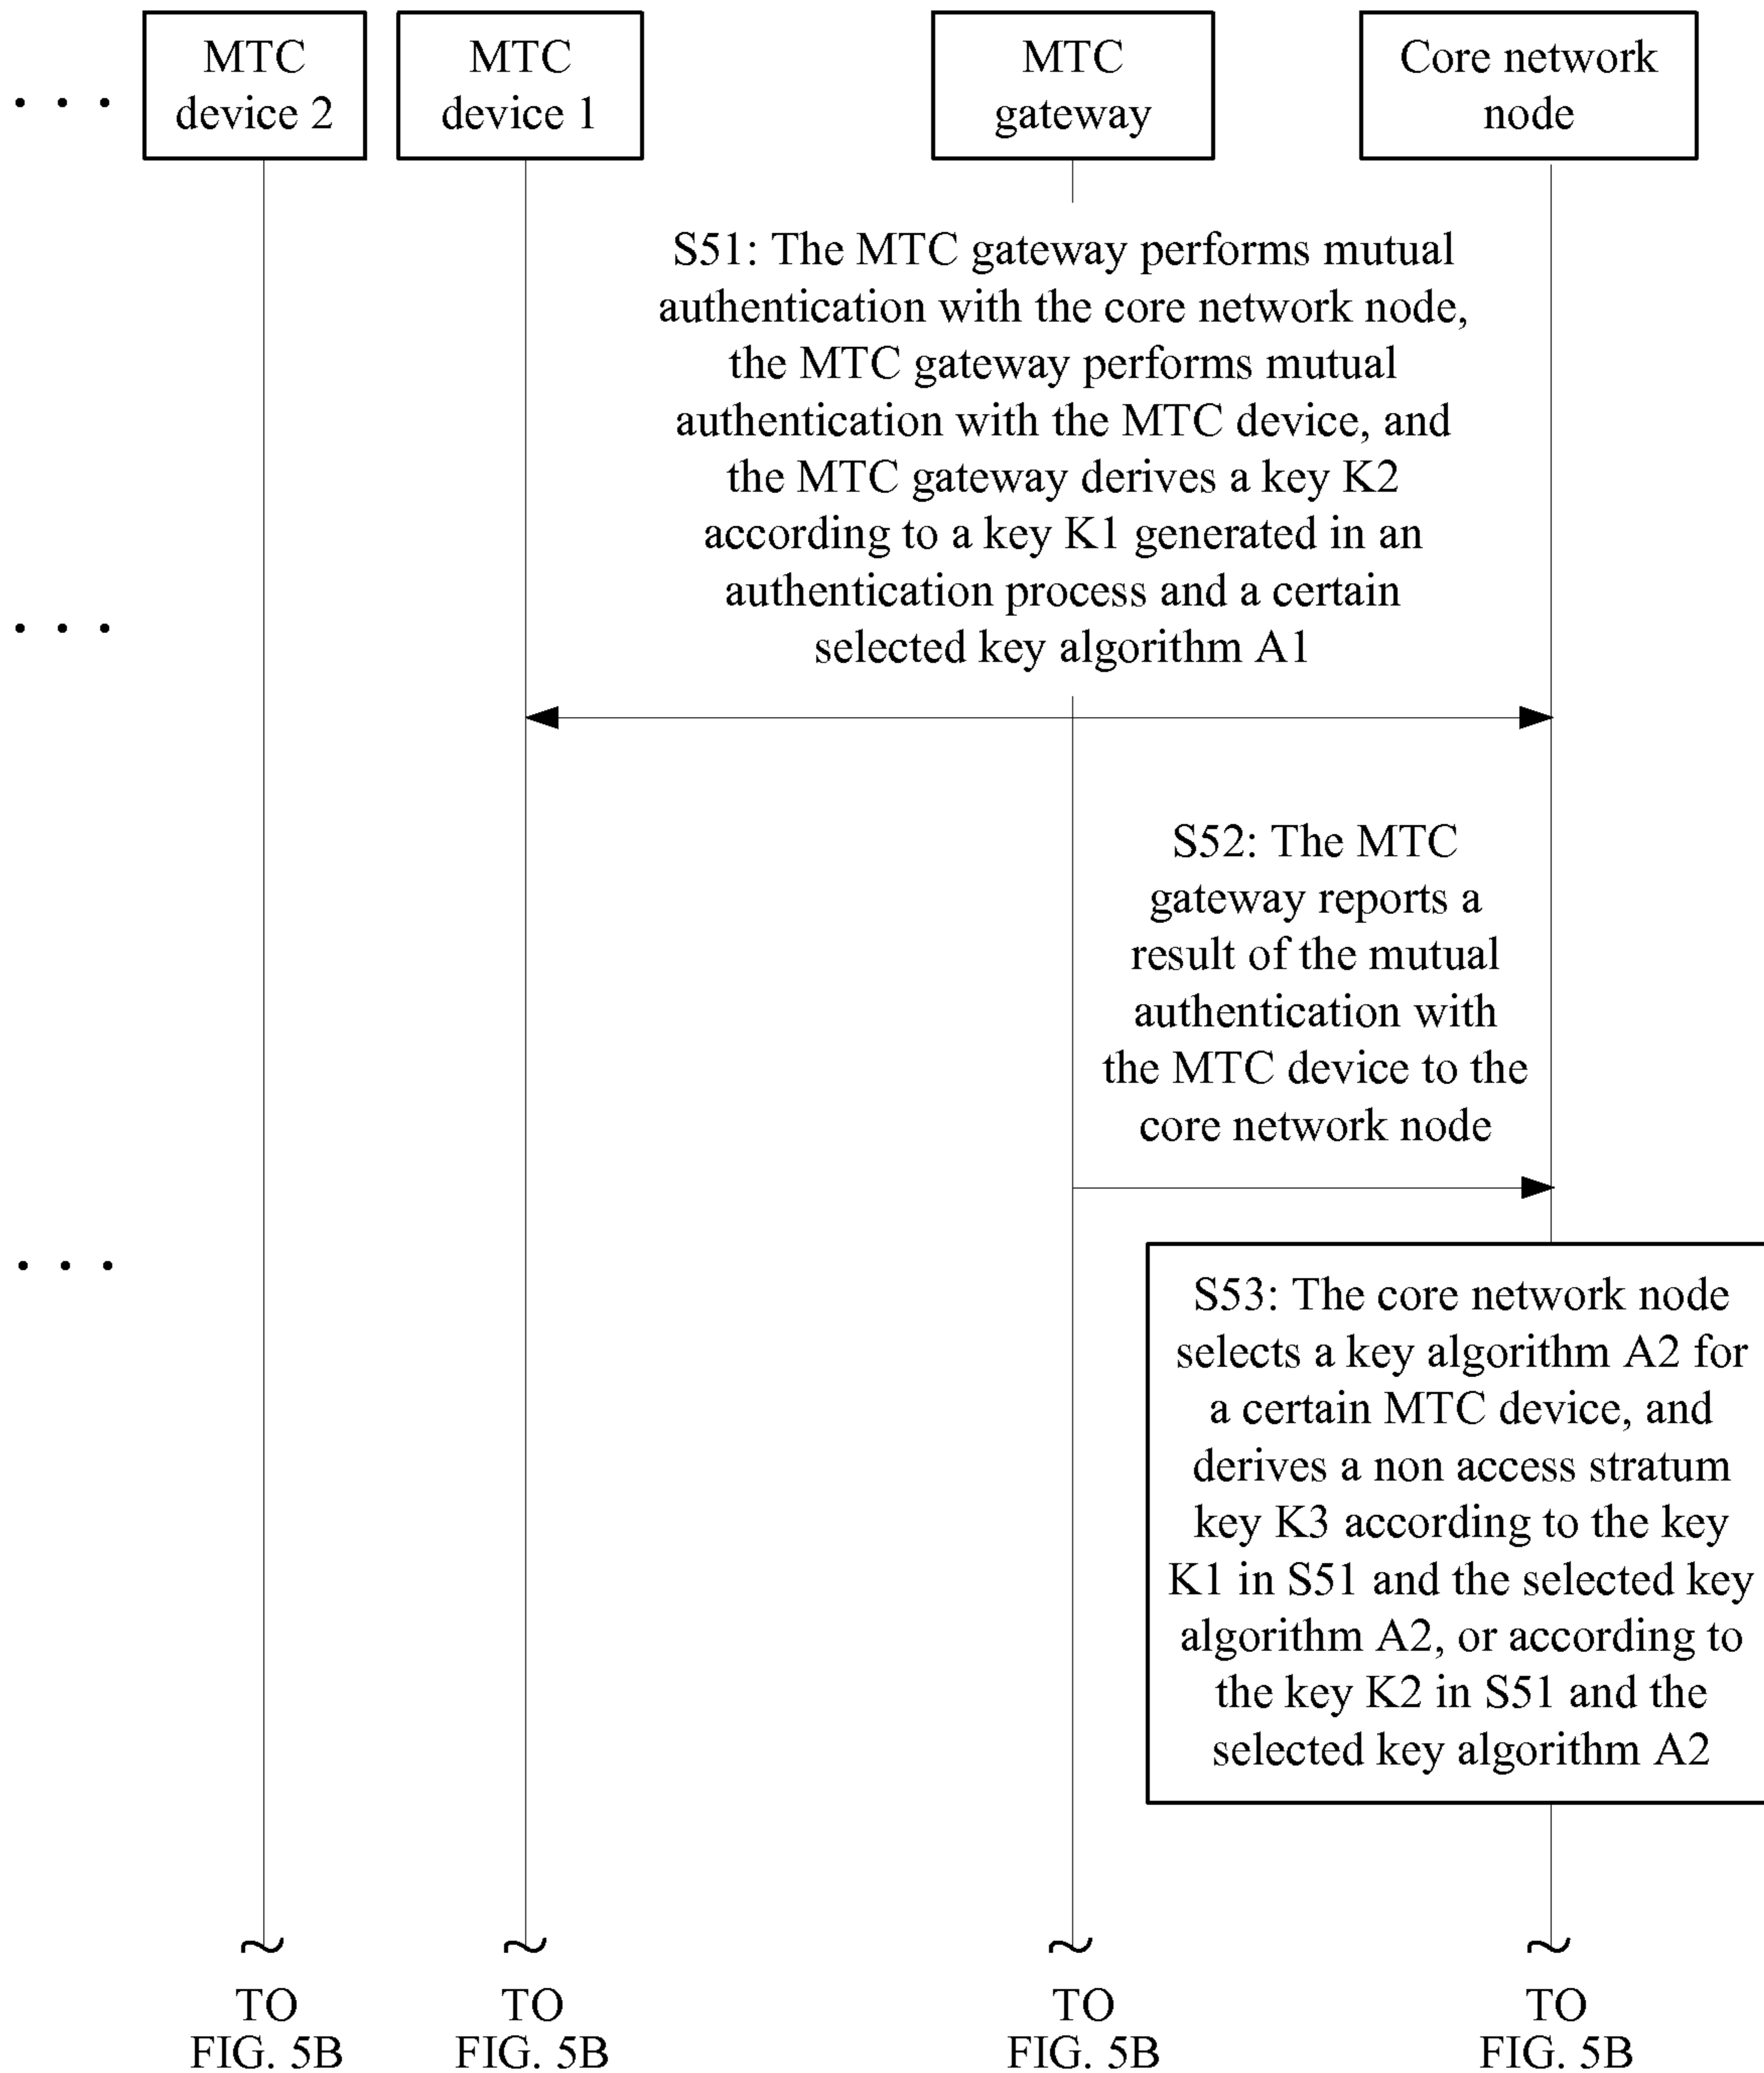 MTC
device 2
MTC
device 1
MTC
gateway
Core network
node
S51: The MTC gateway performs mutual
authentication with the core network node,
the MTC gateway performs mutual
authentication with the MTC device, and
the MTC gateway derives a key K2
according to a key K1 generated in an
authentication process and a certain
selected key algorithm A1
S52: The MTC
gateway reports a
result of the mutual
authentication with
the MTC device to the
core network node
S53: The core network node
selects a key algorithm A2 for
a certain MTC device, and
derives a non access stratum
key K3 according to the key
K1 in S51 and the selected key
algorithm A2, or according to
the key K2 in S51 and the
selected key algorithm A2
TO
FIG. 5B
TO
FIG. 5B
TO
FIG. 5B
TO
FIG. 5B